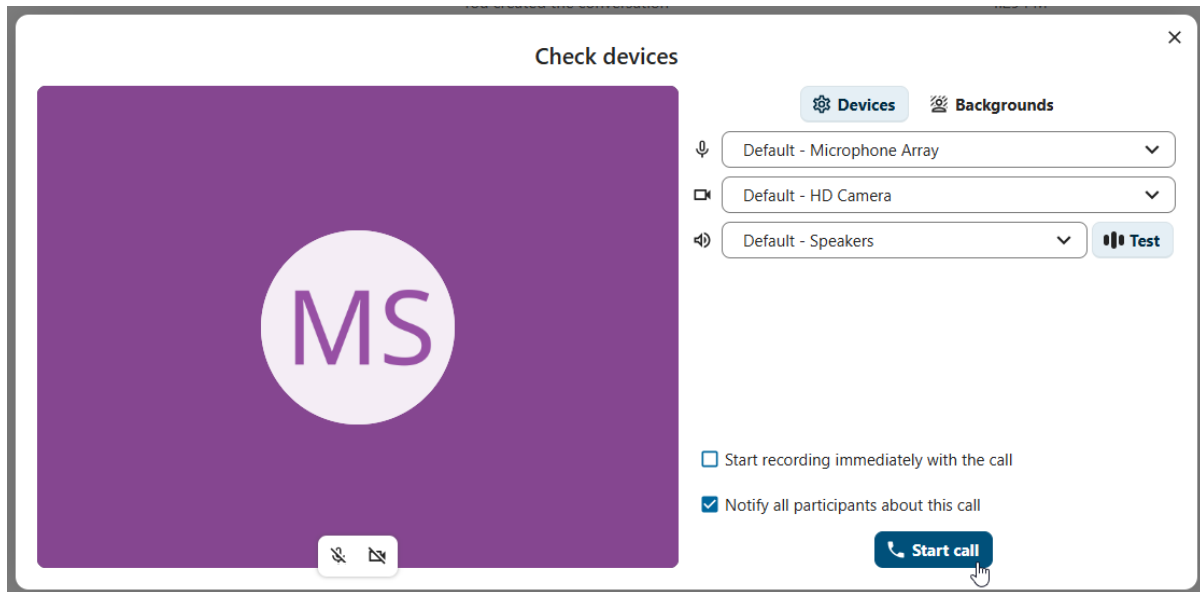 Check devices
Devices
Backgrounds
Default - Microphone Array
Default - HD Camera
Default - Speakers
Test
MS
Start recording immediately with the call
Notify all participants about this call
Start call